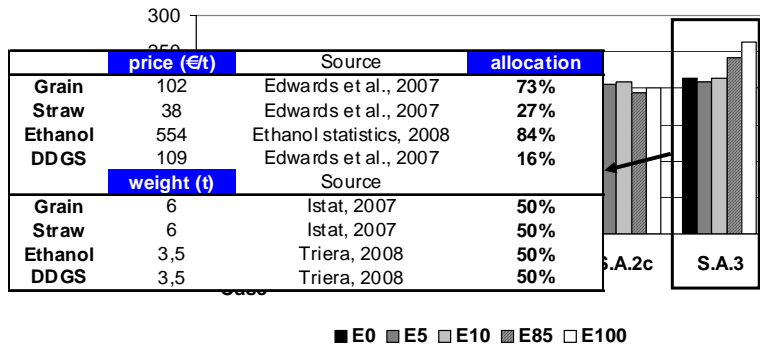 300
250
price (€/t) Source allocation
Grain 102 Edwards et al., 2007 73%
Straw 38 Edwards et al., 2007 27%
Ethanol 554 Ethanol statistics, 2008 84%
DDGS 109 Edwards et al., 2007 16%
weight (t) Source
Grain 6 Istat, 2007 50%
Straw 6 Istat, 2007 50%
Ethanol 3,5 Triera, 2008 50%
DDGS 3,5 Triera, 2008 50%
S.A.2c S.A.3
Case
E0 E5 E10 E85 E100